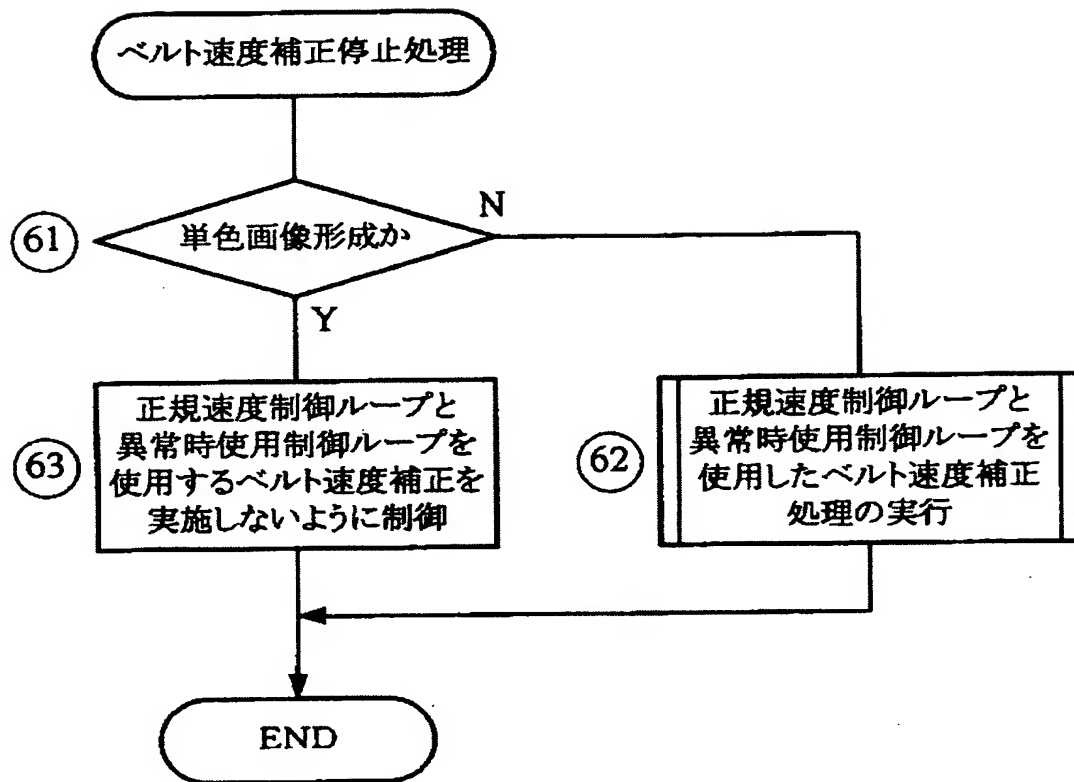 ベルト速度補正停止処理
61
単色画像形成か
N
Y
63
正規速度制御ループと
異常時使用制御ループを
使用するベルト速度補正を
実施しないように制御
62
正規速度制御ループと
異常時使用制御ループを
使用したベルト速度補正
処理の実行
END